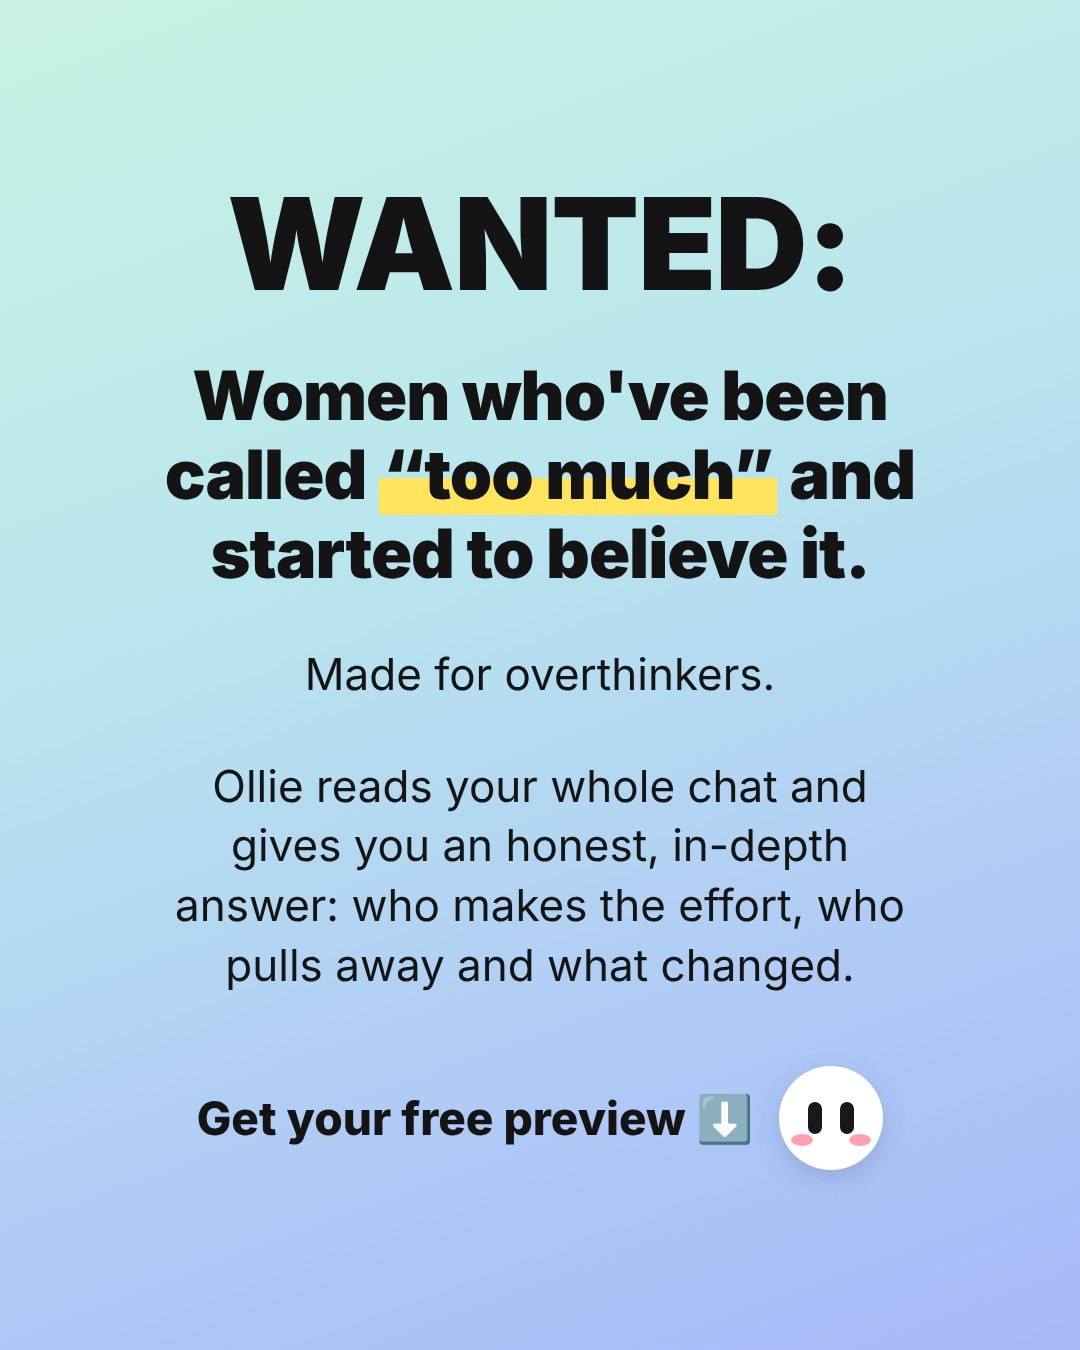 WANTED:
Women who've been
called “too much” and
started to believe it.
Made for overthinkers.
Ollie reads your whole chat and
gives you an honest, in-depth
answer: who makes the effort, who
pulls away and what changed.
Get your free preview ⬇️